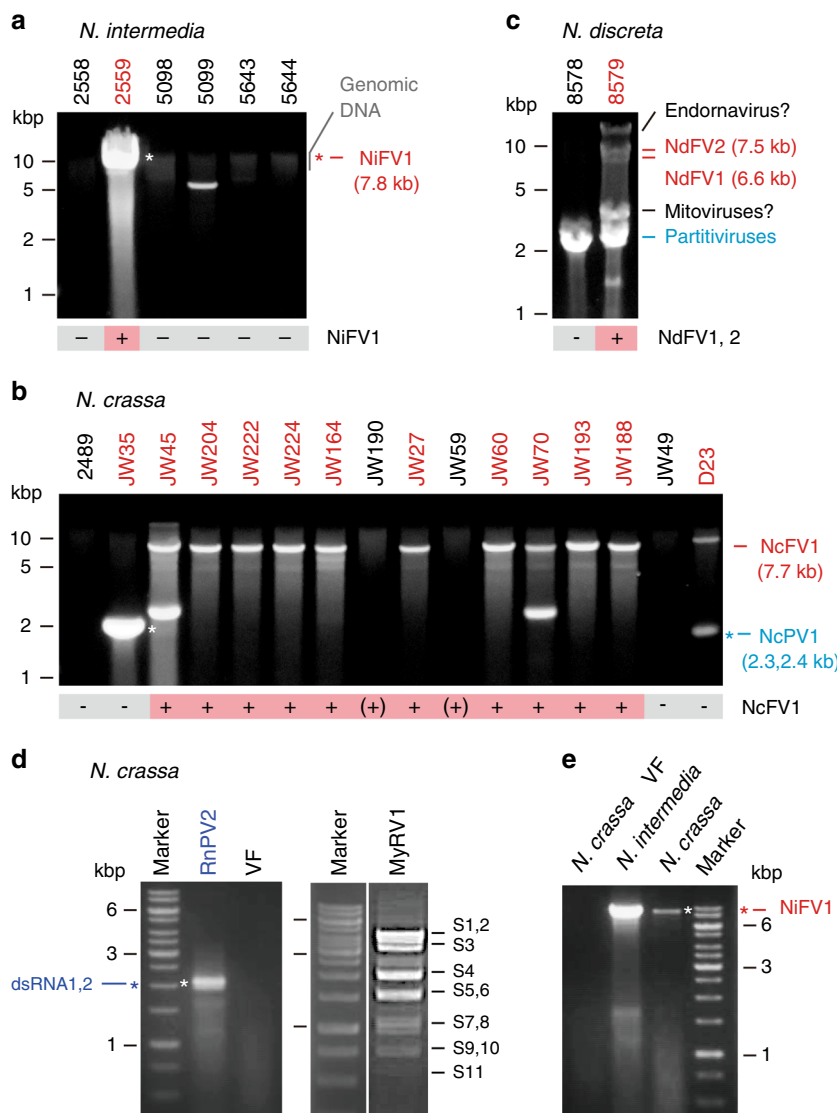 a
N. intermedia
2558 2559 5098 5099 5643 5644
Genomic
DNA
kbp
10
5
2
1
* NiFV1
(7.8 kb)
*
– + – – – – NiFV1
c
N. discreta
8578 8579
kbp
10
5
2
1
Endornavirus?
NdFV2 (7.5 kb)
NdFV1 (6.6 kb)
Mitoviruses?
Partitiviruses
- + NdFV1, 2
b
N. crassa
2489 JW35 JW45 JW204 JW222 JW224 JW164 JW190 JW27 JW59 JW60 JW70 JW193 JW188 JW49 D23
kbp
10
5
2
1
*
NcFV1
(7.7 kb)
* NcPV1
(2.3,2.4 kb)
- - + + + + + (+) + (+) + + + + - - NcFV1
d
N. crassa
Marker RnPV2 VF
kbp
6
3
dsRNA1,2 * *
1
Marker MyRV1
S1,2
S3
S4
S5,6
S7,8
S9,10
S11
e
N. crassa VF
N. intermedia
N. crassa
Marker
kbp
* * NiFV1
6
3
1